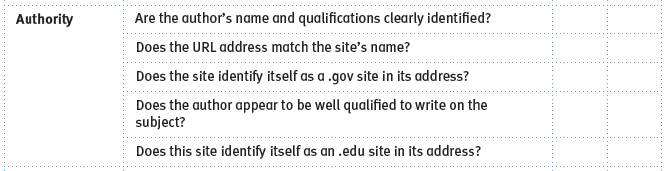 Authority
Are the author's name and qualifications clearly identified?
Does the URL address match the site's name?
Does the site identify itself as a .gov site in its address?
Does the author appear to be well qualified to write on the
subject?
Does this site identify itself as an .edu site in its address?